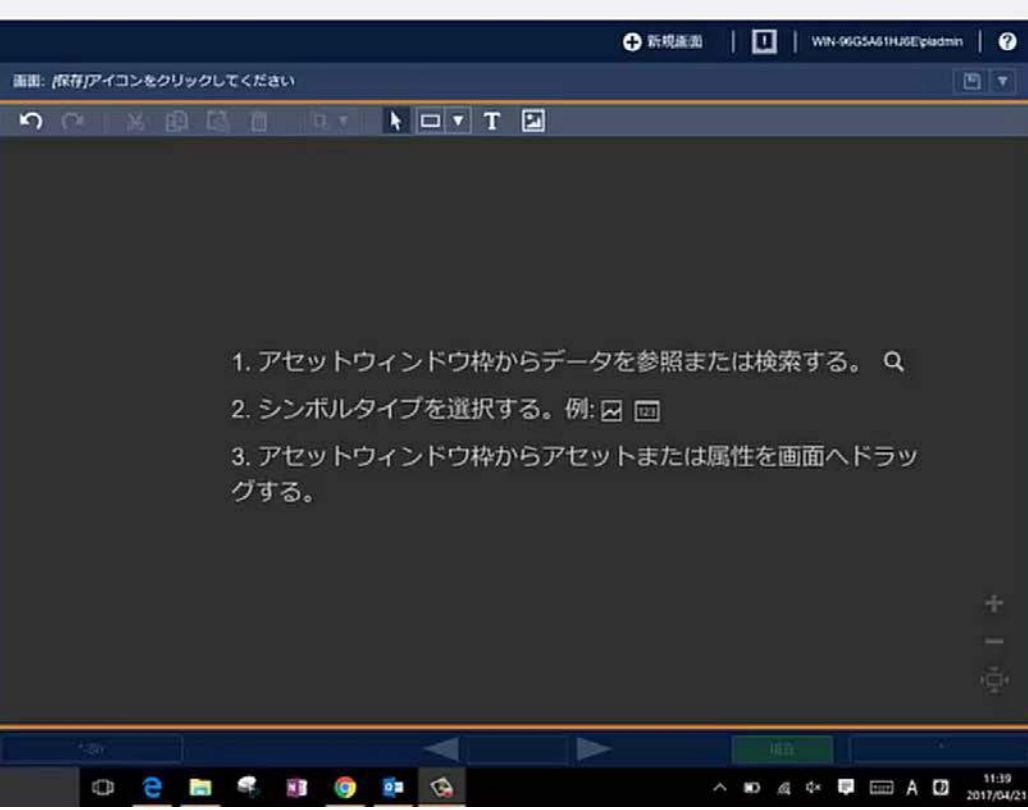 新規画面
WIN-96G5A61HJ6E\piadmin
画面: [保存]アイコンをクリックしてください
T
1. アセットウィンドウ枠からデータを参照または検索する。
2. シンボルタイプを選択する。例:
123
3. アセットウィンドウ枠からアセットまたは属性を画面へドラッ
グする。
*-8h
現在
*
A
11:39
2017/04/21